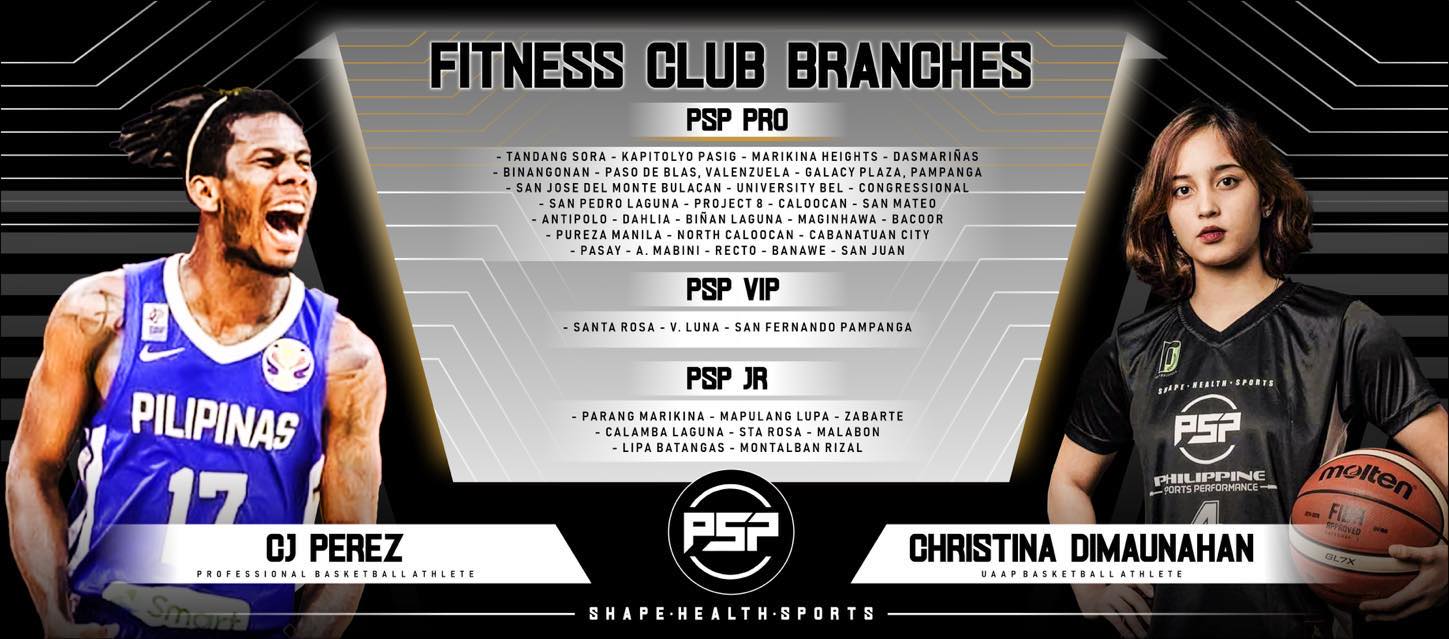 FITNESS CLUB BRANCHES
PSP PRO
- TANDANG SORA - KAPITOLYO PASIG - MARIKINA HEIGHTS - DASMARIÑAS
- BINANGONAN - PASO DE BLAS, VALENZUELA - GALACY PLAZA, PAMPANGA
- SAN JOSE DEL MONTE BULACAN - UNIVERSITY BEL - CONGRESSIONAL
- SAN PEDRO LAGUNA - PROJECT 8 - CALOOCAN - SAN MATEO
- ANTIPOLO - DAHLIA - BIÑAN LAGUNA - MAGINHAWA - BACOOR
- PUREZA MANILA - NORTH CALOOCAN - CABANATUAN CITY
- PASAY - A. MABINI - RECTO - BANAWE - SAN JUAN
PSP VIP
- SANTA ROSA - V. LUNA - SAN FERNANDO PAMPANGA
PSP JR
- PARANG MARIKINA - MAPULANG LUPA - ZABARTE
- CALAMBA LAGUNA - STA ROSA - MALABON
- LIPA BATANGAS - MONTALBAN RIZAL
PILIPINAS
17
Smart
SHAPE · HEALTH · SPORTS
PSP
PHILIPPINE
SPORTS PERFORMANCE
4
molten
FIBA
APPROVED
GL7X
PSP
CJ PEREZ
PROFESSIONAL BASKETBALL ATHLETE
CHRISTINA DIMAUNAHAN
UAAP BASKETBALL ATHLETE
SHAPE·HEALTH·SPORTS